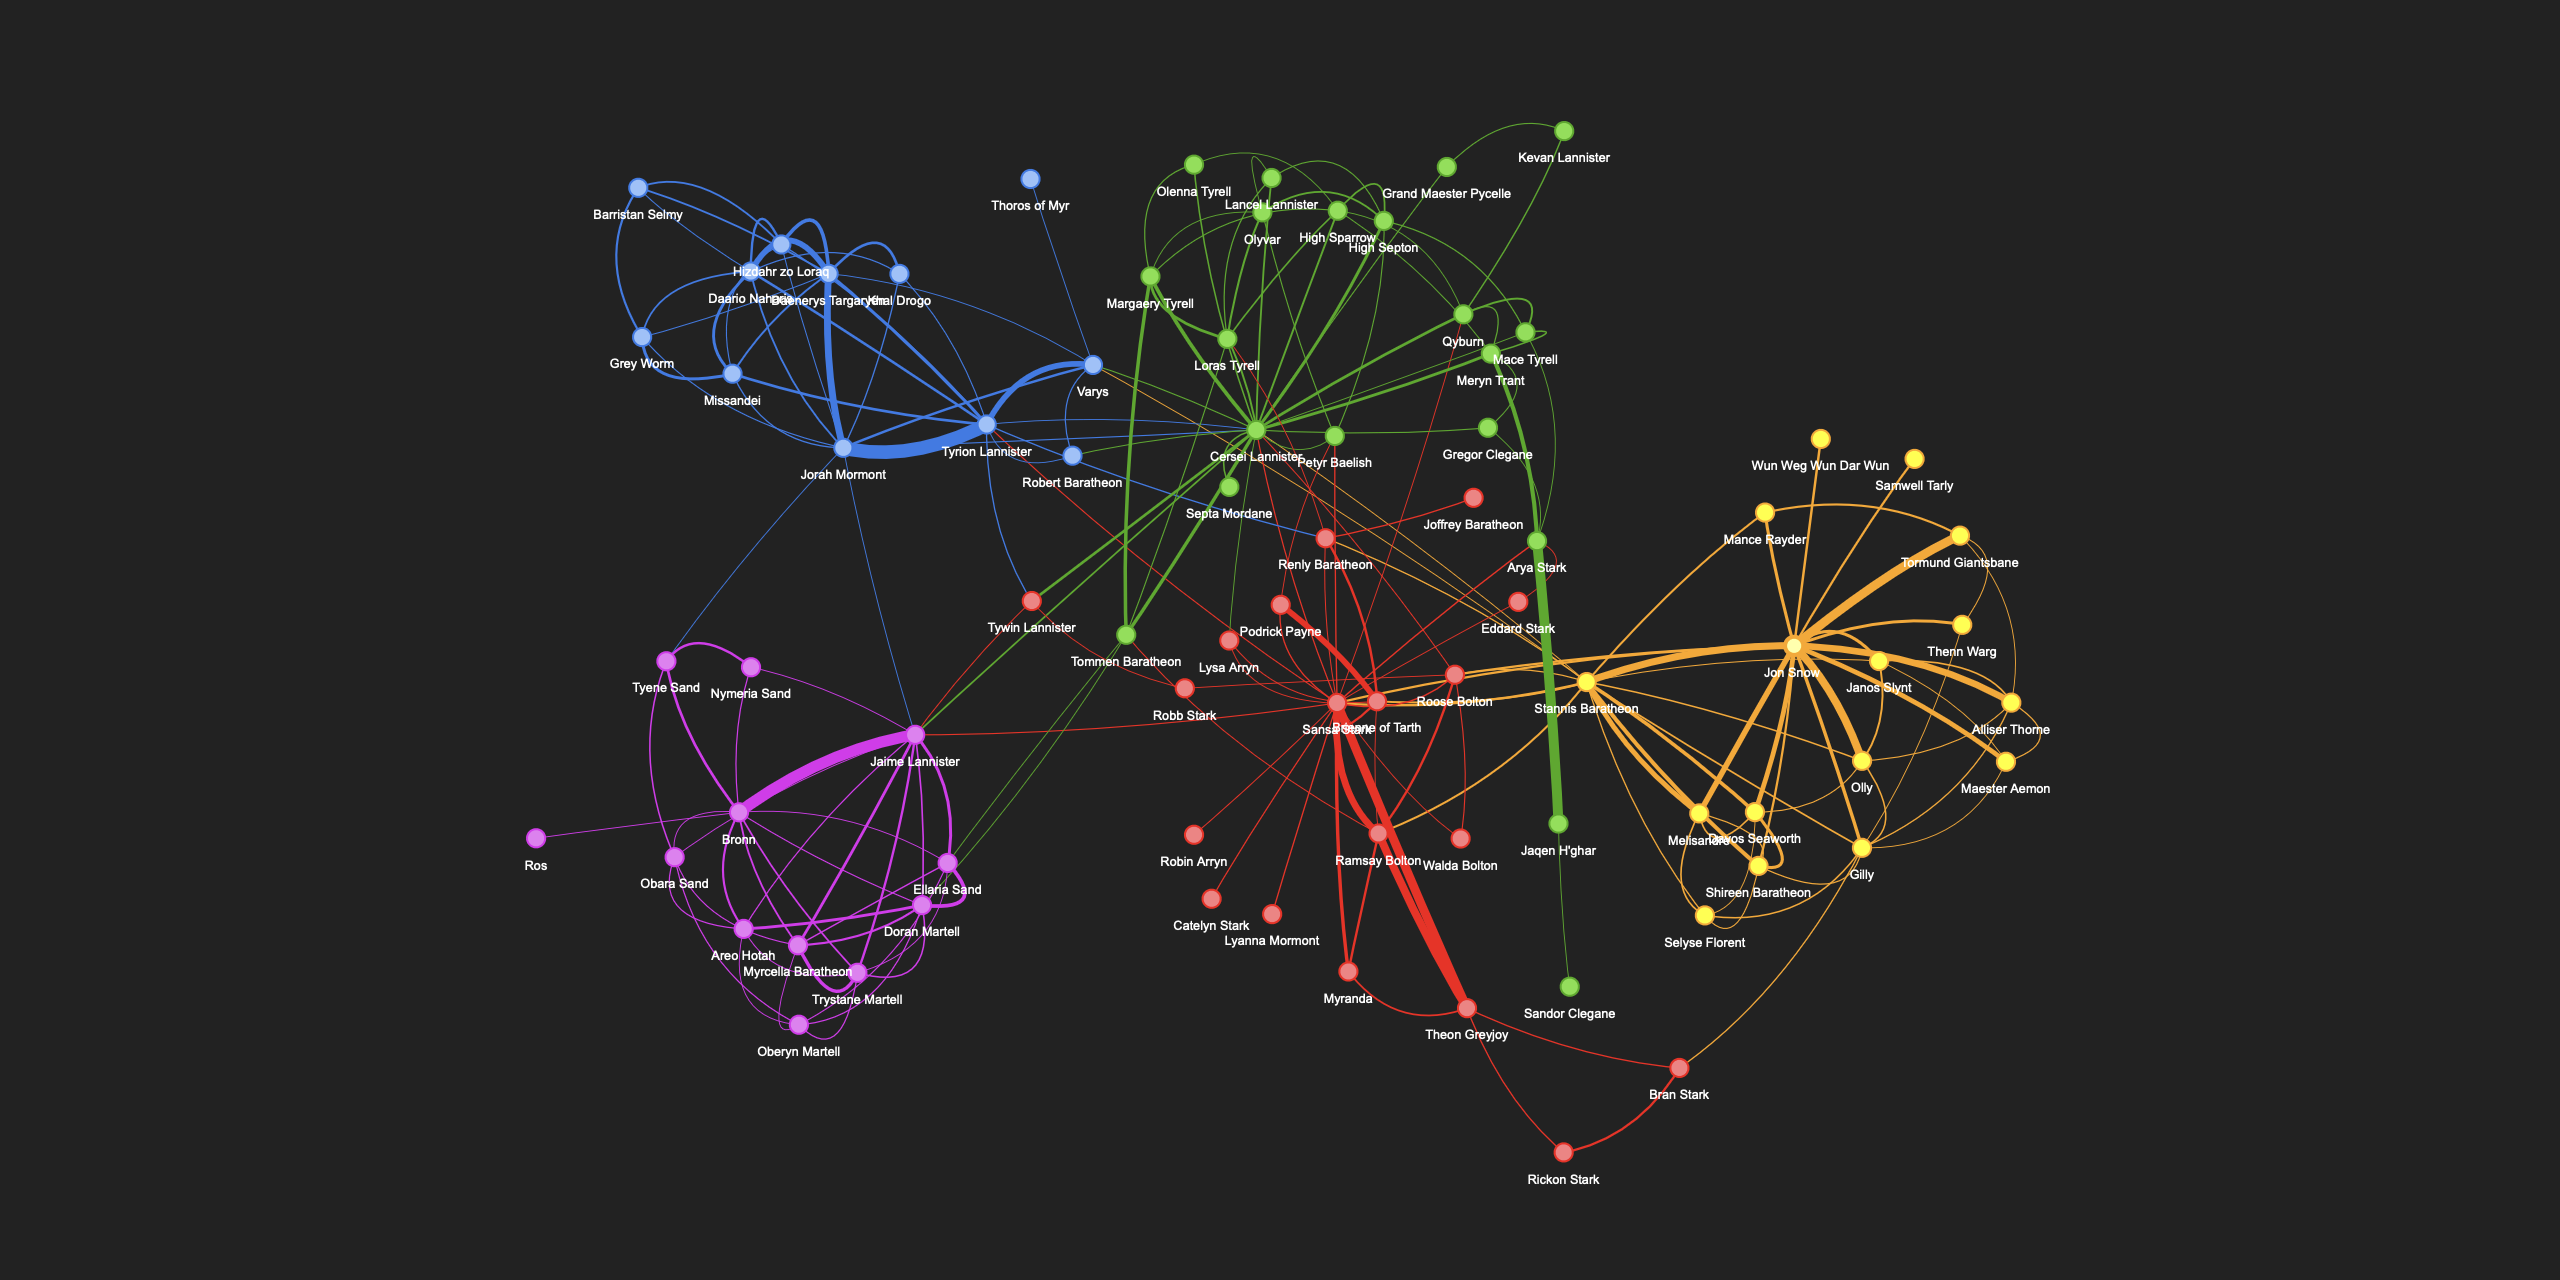 Kevan Lannister
Olenna Tyrell
Grand Maester Pycelle
Lancel Lannister
Thoros of Myr
Barristan Selmy
Olyvar
High Sparrow
High Septon
Hizdahr zo Loraq
Daario Naharis
Daenerys Targaryen
Khal Drogo
Margaery Tyrell
Qyburn
Mace Tyrell
Grey Worm
Loras Tyrell
Meryn Trant
Varys
Missandei
Tyrion Lannister
Cersei Lannister
Petyr Baelish
Gregor Clegane
Wun Weg Wun Dar Wun
Jorah Mormont
Robert Baratheon
Samwell Tarly
Septa Mordane
Joffrey Baratheon
Mance Rayder
Renly Baratheon
Arya Stark
Tormund Giantsbane
Tywin Lannister
Podrick Payne
Eddard Stark
Thenn Warg
Tommen Baratheon
Lysa Arryn
Jon Snow
Tyene Sand
Nymeria Sand
Janos Slynt
Robb Stark
Roose Bolton
Stannis Baratheon
Sansa Stark
Brienne of Tarth
Alliser Thorne
Jaime Lannister
Olly
Maester Aemon
Bronn
Melisandre
Davos Seaworth
Ros
Robin Arryn
Ramsay Bolton
Walda Bolton
Jaqen H'ghar
Obara Sand
Ellaria Sand
Gilly
Shireen Baratheon
Catelyn Stark
Doran Martell
Lyanna Mormont
Selyse Florent
Areo Hotah
Myrcella Baratheon
Trystane Martell
Myranda
Sandor Clegane
Theon Greyjoy
Oberyn Martell
Bran Stark
Rickon Stark